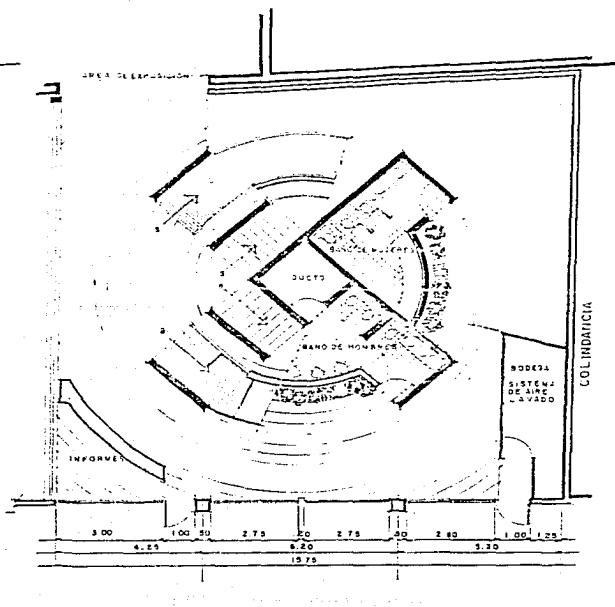 AREA DE EXPOSICION
S
BAÑO DE MUJERES
DUCTO
S
B
BAÑO DE HOMBRES
COLINDANCIA
BODEGA
SISTEMA
DE AIRE
LAVADO
INFORMES
3.00 1.00 .50 2.75 .20 2.75 2.80 1.00 1.25
4.25 6.20 5.30
15.75